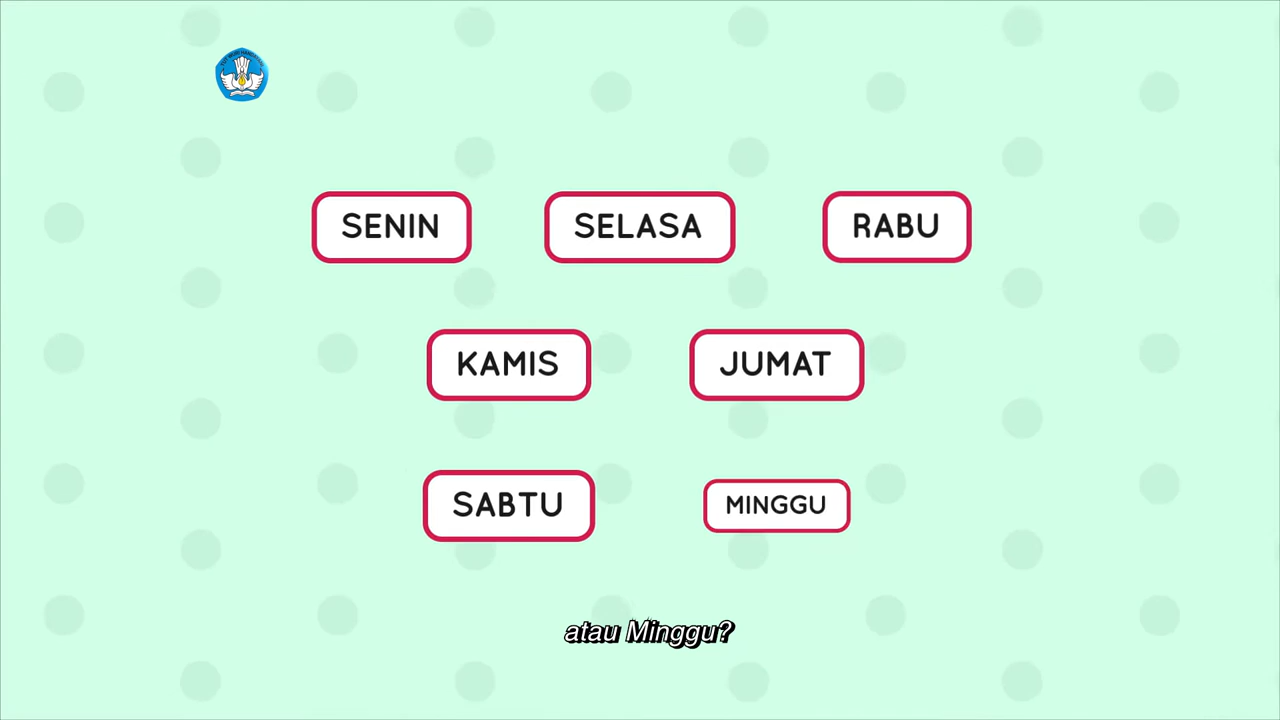 SENIN SELASA RABU
KAMIS JUMAT
SABTU MINGGU
atau Minggu?